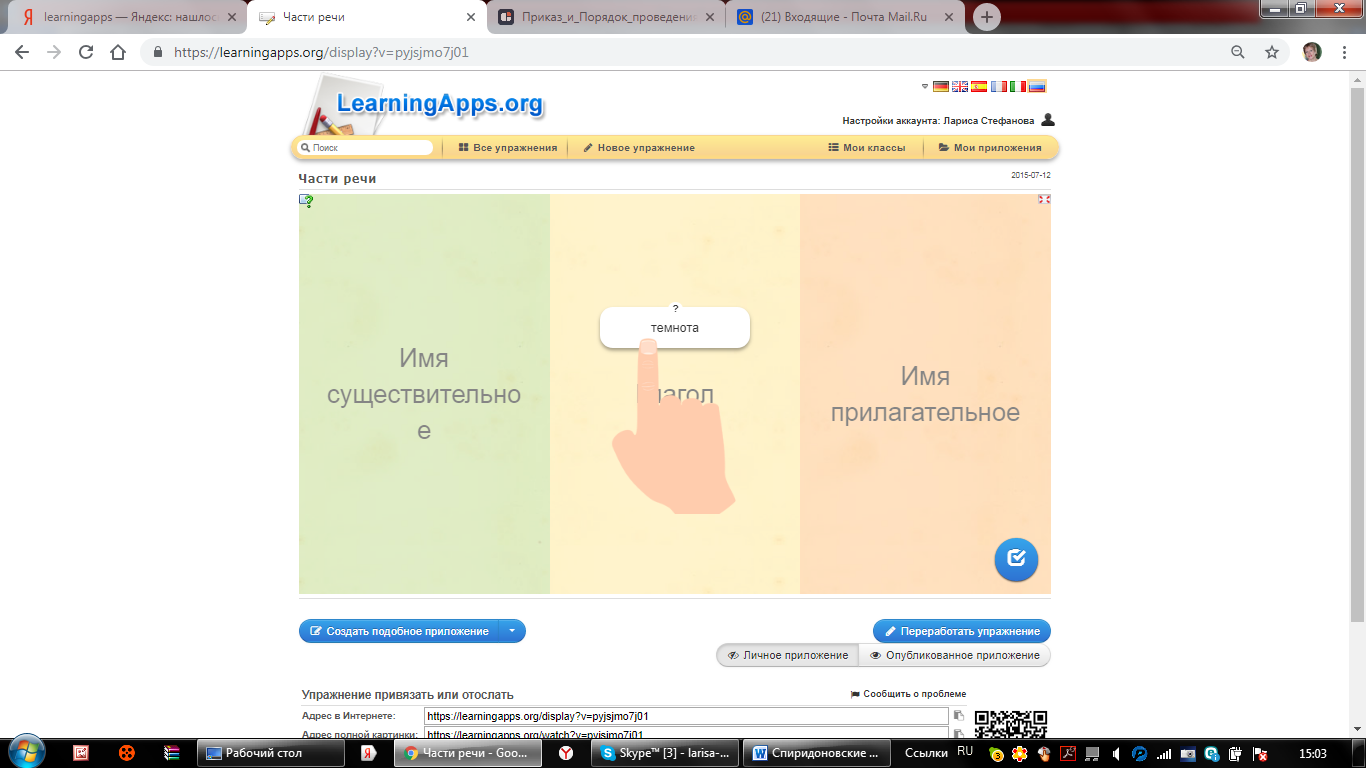 learningapps — Яндекс: нашлос
Части речи
Приказ_и_Порядок_проведени
(21) Входящие - Почта Mail.Ru
https://learningapps.org/display?v=pyjsjmo7j01
LearningApps.org
Настройки аккаунта: Лариса Стефанова
Поиск
Все упражнения
Новое упражнение
Мои классы
Мои приложения
Части речи
2015-07-12
?
темнота
Имя
существительно
е
Имя
прилагательное
Создать подобное приложение
Переработать упражнение
Личное приложение
Опубликованное приложение
Упражнение привязать или отослать
Сообщить о проблеме
Адрес в Интернете:
https://learningapps.org/display?v=pyjsjmo7j01
Адрес полной картинки:
https://learningapps.org/watch?v=pyjsjmo7j01
Рабочий стол
Части речи - Goo...
Skype™ [3] - larisa-...
Спиридоновские ...
Ссылки
RU
15:03